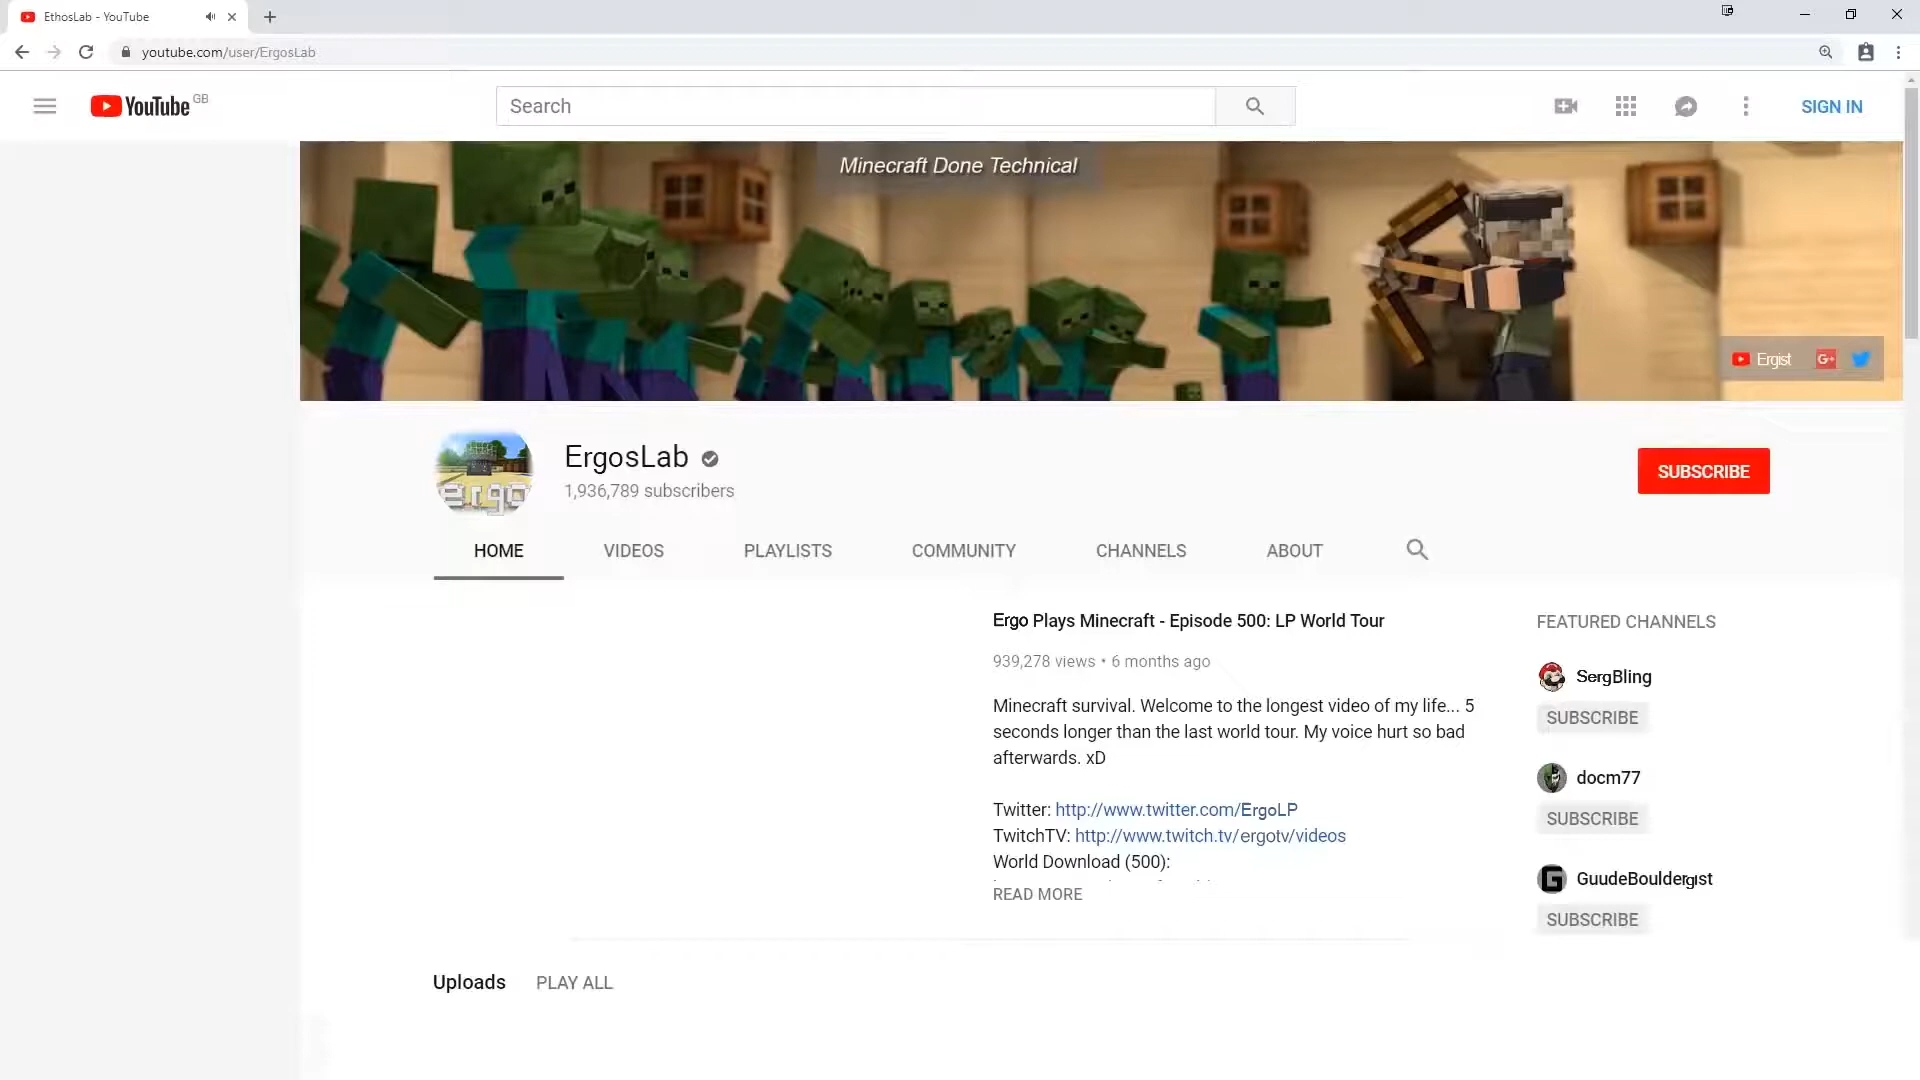 EthosLab - YouTube
youtube.com/user/ErgosLab
YouTube GB
Search
SIGN IN
Minecraft Done Technical
Ergist
G+
ergo
ErgosLab
1,936,789 subscribers
SUBSCRIBE
HOME VIDEOS PLAYLISTS COMMUNITY CHANNELS ABOUT
Ergo Plays Minecraft - Episode 500: LP World Tour
939,278 views • 6 months ago
Minecraft survival. Welcome to the longest video of my life... 5
seconds longer than the last world tour. My voice hurt so bad
afterwards. xD
Twitter: http://www.twitter.com/ErgoLP
TwitchTV: http://www.twitch.tv/ergotv/videos
World Download (500):
READ MORE
FEATURED CHANNELS
SergBling
SUBSCRIBE
docm77
SUBSCRIBE
G
GuudeBouldergist
SUBSCRIBE
Uploads PLAY ALL